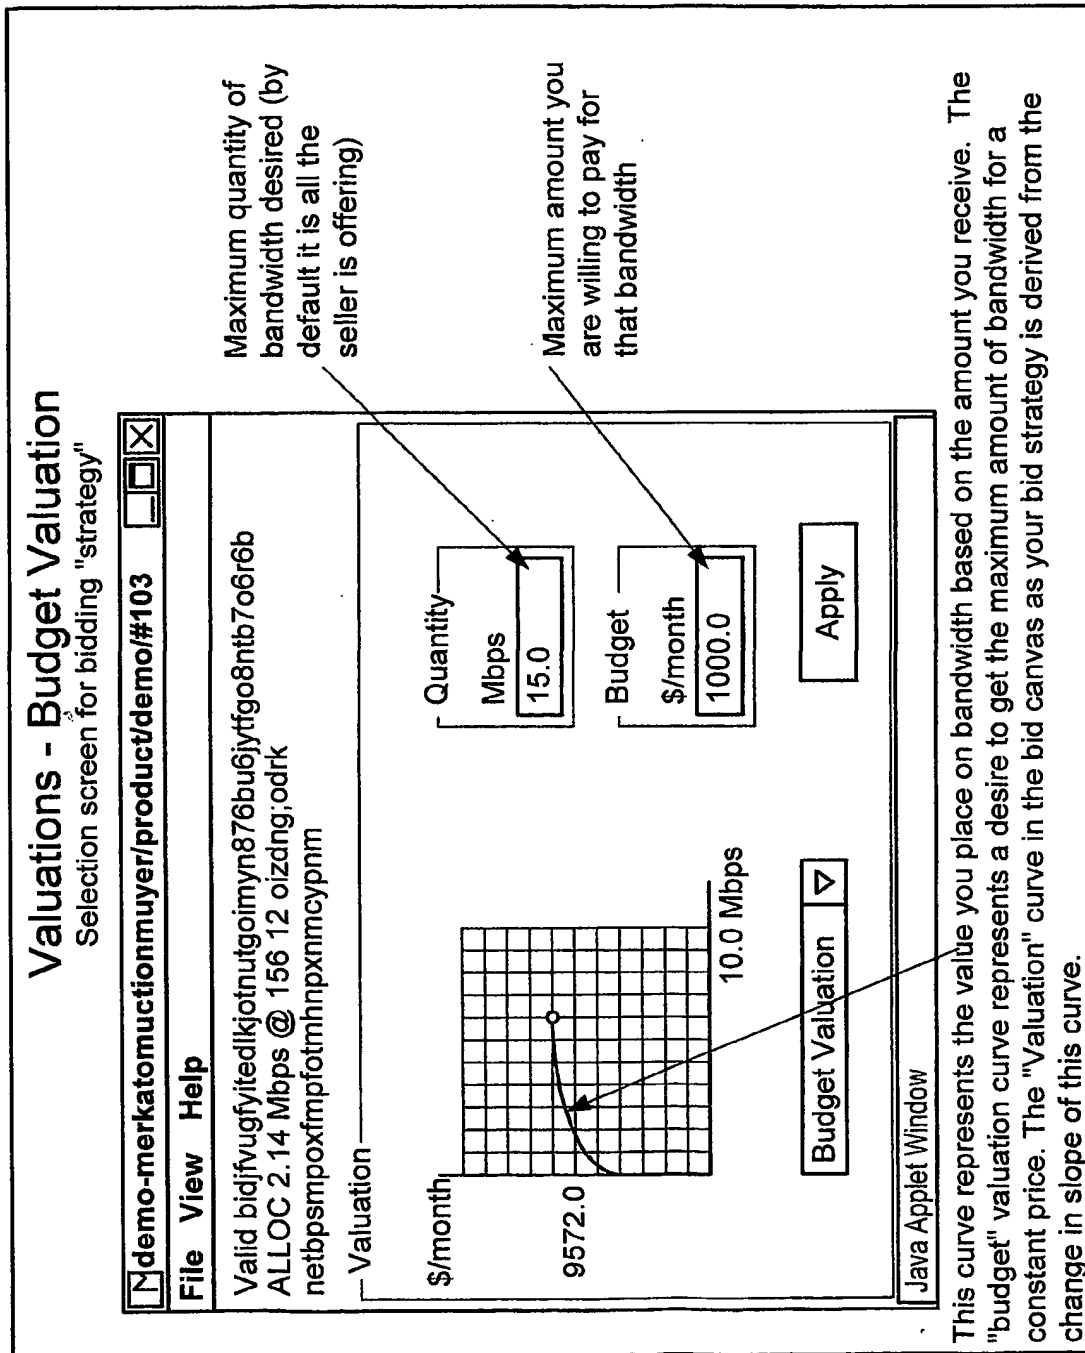 Valuations - Budget Valuation
Selection screen for bidding "strategy"
demo-merkatomuctionmuyer/product/demo/#103
File View Help
Valid bidjfvugfyitedlkjotnutgoimyn876bu6jytfgo8ntb7o6r6b
ALLOC 2.14 Mbps @ 156 12 oizdng;odrk
netbpsmpoxfmpfotmhnpxnmcypnm
Valuation
$/month
9572.0
10.0 Mbps
Quantity
Mbps
15.0
Budget
$/month
1000.0
Budget Valuation
Apply
Java Applet Window
Maximum quantity of
bandwidth desired (by
default it is all the
seller is offering)
Maximum amount you
are willing to pay for
that bandwidth
This curve represents the value you place on bandwidth based on the amount you receive. The
"budget" valuation curve represents a desire to get the maximum amount of bandwidth for a
constant price. The "Valuation" curve in the bid canvas as your bid strategy is derived from the
change in slope of this curve.